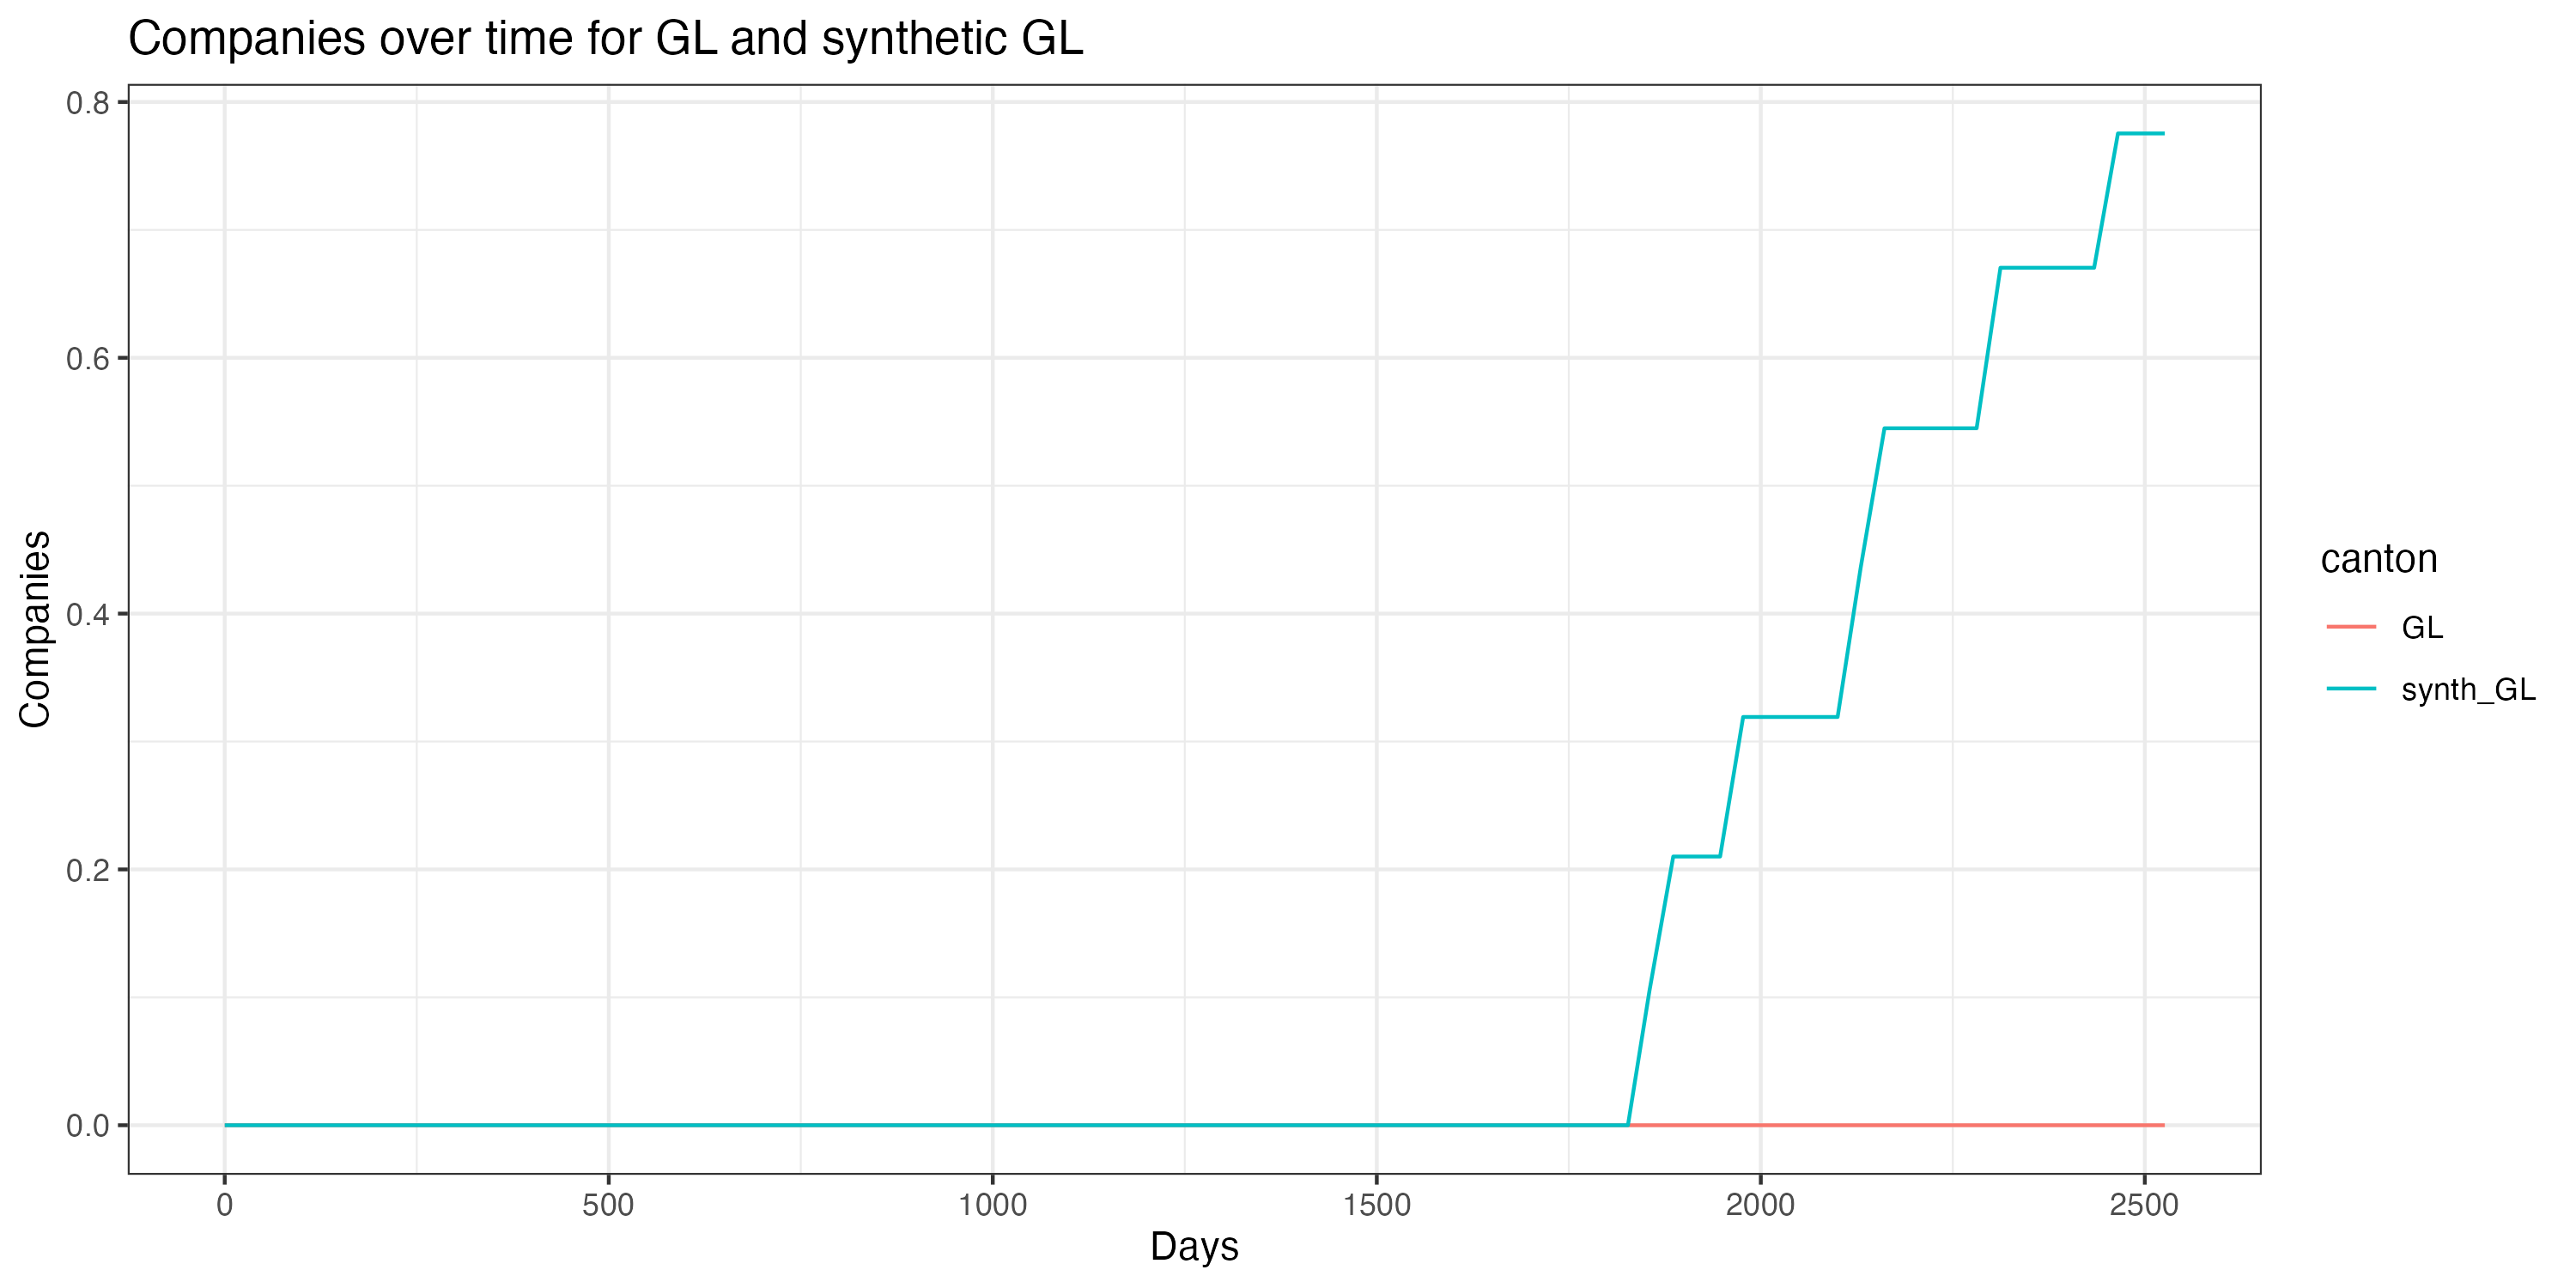 Companies over time for GL and synthetic GL
0.8
0.6
0.4
0.2
0.0
Companies
0 500 1000 1500 2000 2500
Days
canton
GL
synth_GL